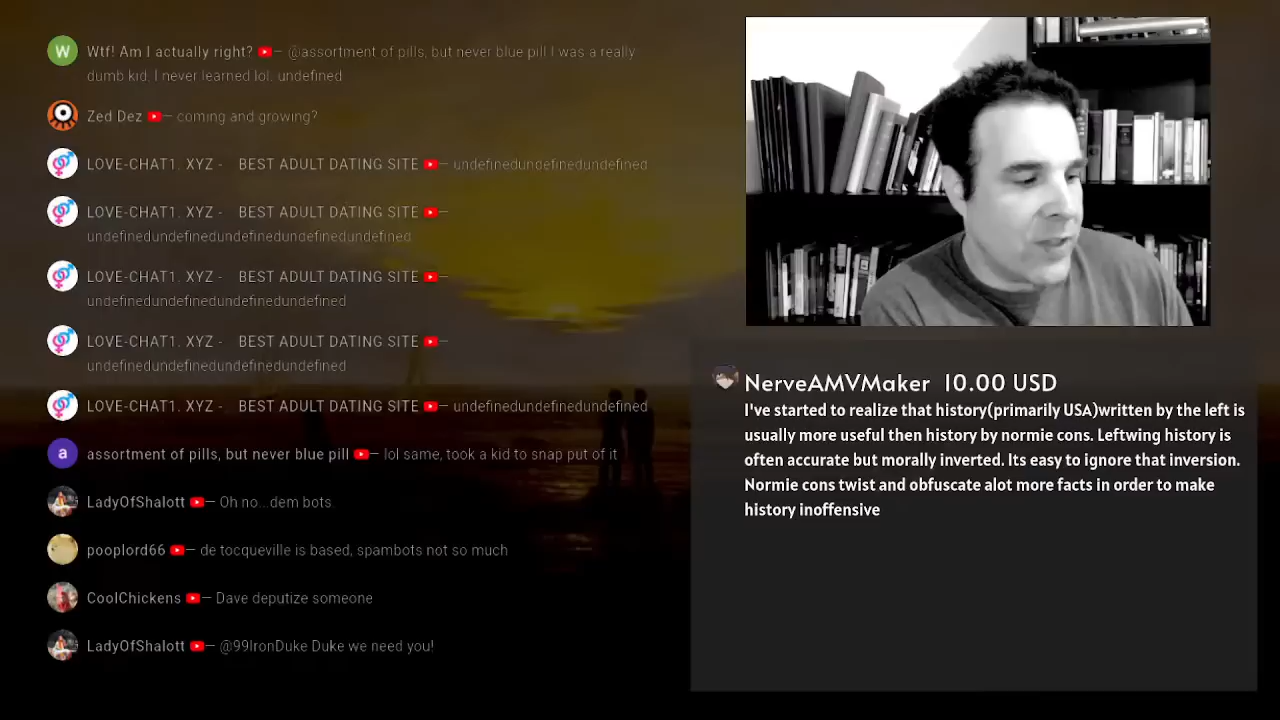 Wtf! Am I actually right? — @assortment of pills, but never blue pill I was a really
dumb kid. I never learned lol. undefined
Zed Dez — coming and growing?
LOVE-CHAT1. XYZ - BEST ADULT DATING SITE — undefinedundefinedundefined
LOVE-CHAT1. XYZ - BEST ADULT DATING SITE —
undefinedundefinedundefinedundefinedundefined
LOVE-CHAT1. XYZ - BEST ADULT DATING SITE —
undefinedundefinedundefinedundefined
LOVE-CHAT1. XYZ - BEST ADULT DATING SITE —
undefinedundefinedundefinedundefined
LOVE-CHAT1. XYZ - BEST ADULT DATING SITE — undefinedundefinedundefined
assortment of pills, but never blue pill — lol same, took a kid to snap put of it
LadyOfShalott — Oh no...dem bots.
pooplord66 — de tocqueville is based, spambots not so much
CoolChickens — Dave deputize someone
LadyOfShalott — @99IronDuke Duke we need you!
NerveAMVMaker 10.00 USD
I've started to realize that history(primarily USA)written by the left is
usually more useful then history by normie cons. Leftwing history is
often accurate but morally inverted. Its easy to ignore that inversion.
Normie cons twist and obfuscate alot more facts in order to make
history inoffensive